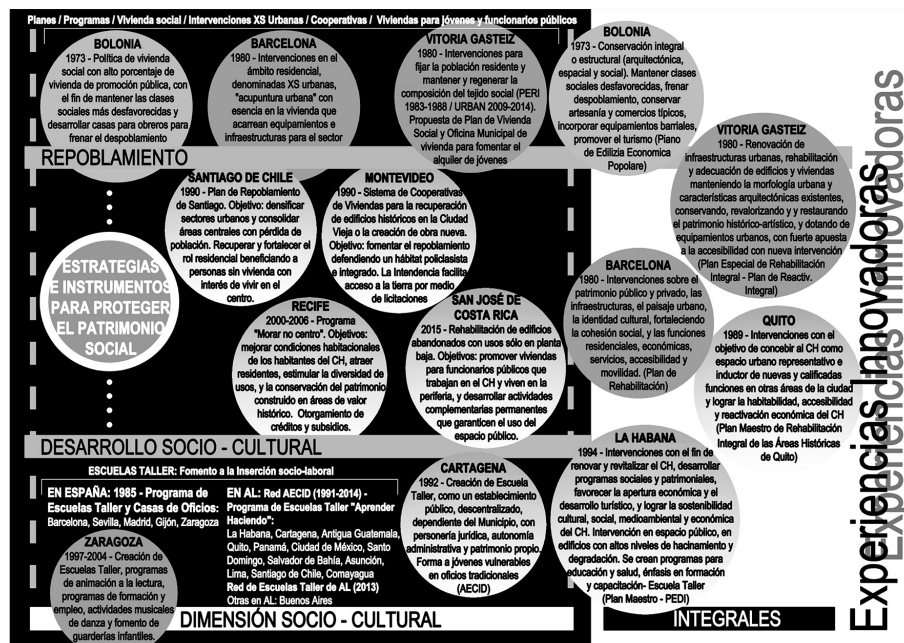 Planes / Programas / Vivienda social / Intervenciones XS Urbanas / Cooperativas / Viviendas para jóvenes y funcionarios públicos
BOLONIA
1973 - Política de vivienda
social con alto porcentaje de
vivienda de promoción pública, con
el fin de mantener las clases
sociales más desfavorecidas y
desarrollar casas para obreros para
frenar el despoblamiento
BARCELONA
1980 - Intervenciones en el
ámbito residencial,
denominadas XS urbanas,
"acupuntura urbana" con
esencia en la vivienda que
acarrean equipamientos e
infraestructuras para el sector
VITORIA GASTEIZ
1980 - Intervenciones para
fijar la población residente y
mantener y regenerar la
composición del tejido social (PERI
1983-1988 / URBAN 2009-2014).
Propuesta de Plan de Vivienda
Social y Oficina Municipal de
vivienda para fomentar el
alquiler de jóvenes
BOLONIA
1973 - Conservación integral
o estructural (arquitectónica,
espacial y social). Mantener clases
sociales desfavorecidas, frenar
despoblamiento, conservar
artesanía y comercios típicos,
incorporar equipamientos barriales,
promover el turismo (Piano
de Edilizia Economica
Popolare)
VITORIA GASTEIZ
1980 - Renovación de
infraestructuras urbanas, rehabilitación
y adecuación de edificios y viviendas
manteniendo la morfología urbana y
características arquitectónicas existentes,
conservando, revalorizando y y restaurando
el patrimonio histórico-artístico, y dotando de
equipamientos urbanos, con fuerte apuesta
a la accesibilidad con nueva intervención
(Plan Especial de Rehabilitación
Integral - Plan de Reactiv.
Integral)
REPOBLAMIENTO
SANTIAGO DE CHILE
1990 - Plan de Repoblamiento
de Santiago. Objetivo: densificar
sectores urbanos y consolidar
áreas centrales con pérdida de
población. Recuperar y fortalecer el
rol residencial beneficiando a
personas sin vivienda con
interés de vivir en el
centro.
MONTEVIDEO
1990 - Sistema de Cooperativas
de Viviendas para la recuperación
de edificios históricos en la Ciudad
Vieja o la creación de obra nueva.
Objetivo: fomentar el repoblamiento
defendiendo un hábitat policlasista
e integrado. La Intendencia facilita
acceso a la tierra por medio
de licitaciones
ESTRATEGIAS
E INSTRUMENTOS
PARA PROTEGER
EL PATRIMONIO
SOCIAL
RECIFE
2000-2006 - Programa
"Morar no centro". Objetivos:
mejorar condiciones habitacionales
de los habitantes del CH, atraer
residentes, estimular la diversidad de
usos, y la conservación del patrimonio
construido en áreas de valor
histórico. Otorgamiento de
créditos y subsidios.
SAN JOSÉ DE
COSTA RICA
2015 - Rehabilitación de edificios
abandonados con usos sólo en planta
baja. Objetivos: promover viviendas
para funcionarios públicos que
trabajan en el CH y viven en la
periferia, y desarrollar actividades
complementarias permanentes
que garanticen el uso del
espacio público.
BARCELONA
1980 - Intervenciones sobre el
patrimonio público y privado, las
infraestructuras, el paisaje urbano,
la identidad cultural, fortaleciendo
la cohesión social, y las funciones
residenciales, económicas,
servicios, accesibilidad y
movilidad. (Plan de
Rehabilitación)
QUITO
1989 - Intervenciones con el
objetivo de concebir al CH como
espacio urbano representativo e
inductor de nuevas y calificadas
funciones en otras áreas de la ciudad
y lograr la habitabilidad, accesibilidad
y reactivación económica del CH
(Plan Maestro de Rehabilitación
Integral de las Áreas Históricas
de Quito)
DESARROLLO SOCIO - CULTURAL
ESCUELAS TALLER: Fomento a la Inserción socio-laboral
EN ESPAÑA: 1985 - Programa de
Escuelas Taller y Casas de Oficios:
Barcelona, Sevilla, Madrid, Gijón, Zaragoza
ZARAGOZA
1997-2004 - Creación de
Escuelas Taller, programas
de animación a la lectura,
programas de formación y
empleo, actividades musicales
de danza y fomento de
guarderías infantiles.
EN AL: Red AECID (1991-2014) -
Programa de Escuelas Taller "Aprender
Haciendo":
La Habana, Cartagena, Antigua Guatemala,
Quito, Panamá, Ciudad de México, Santo
Domingo, Salvador de Bahía, Asunción,
Lima, Santiago de Chile, Comayagua
Red de Escuelas Taller de AL (2013)
Otras en AL: Buenos Aires
CARTAGENA
1992 - Creación de Escuela
Taller, como un establecimiento
público, descentralizado,
dependiente del Municipio, con
personería jurídica, autonomía
administrativa y patrimonio propio.
Forma a jóvenes vulnerables
en oficios tradicionales
(AECID)
LA HABANA
1994 - Intervenciones con el fin de
renovar y revitalizar el CH, desarrollar
programas sociales y patrimoniales,
favorecer la apertura económica y el
desarrollo turístico, y lograr la sostenibilidad
cultural, social, medioambiental y económica
del CH. Intervención en espacio público, en
edificios con altos niveles de hacinamiento y
degradación. Se crean programas para
educación y salud, énfasis en formación
y capacitación- Escuela Taller
(Plan Maestro - PEDI)
DIMENSIÓN SOCIO - CULTURAL
INTEGRALES
Experiencias Innovadoras
Experiencias Innovadoras